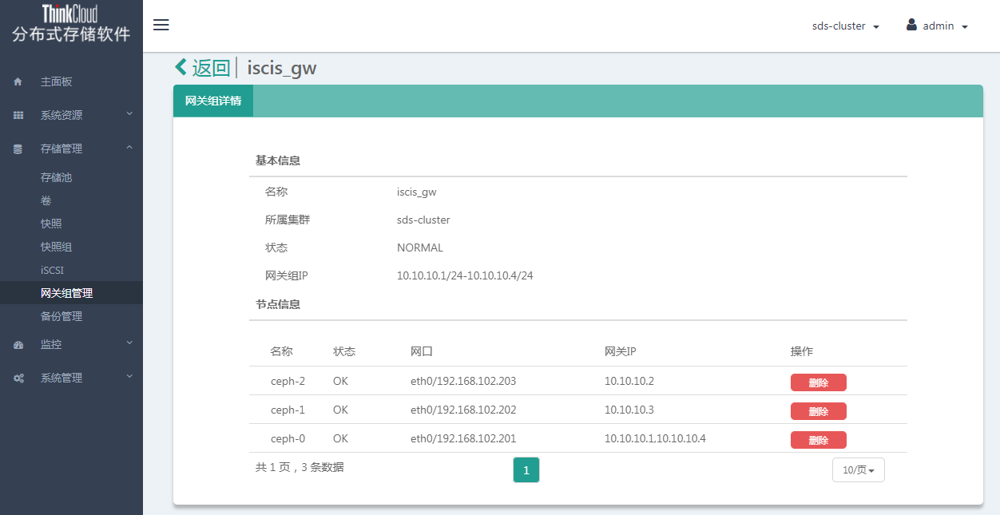 ThinkCloud
分布式存储软件
sds-cluster
admin
主面板
系统资源
存储管理
存储池
卷
快照
快照组
iSCSI
网关组管理
备份管理
监控
系统管理
返回 iscis_gw
网关组详情
基本信息
名称 iscis_gw
所属集群 sds-cluster
状态 NORMAL
网关组IP 10.10.10.1/24-10.10.10.4/24
节点信息
名称 状态 网口 网关IP 操作
ceph-2 OK eth0/192.168.102.203 10.10.10.2 删除
ceph-1 OK eth0/192.168.102.202 10.10.10.3 删除
ceph-0 OK eth0/192.168.102.201 10.10.10.1,10.10.10.4 删除
共 1 页，3 条数据 1 10/页